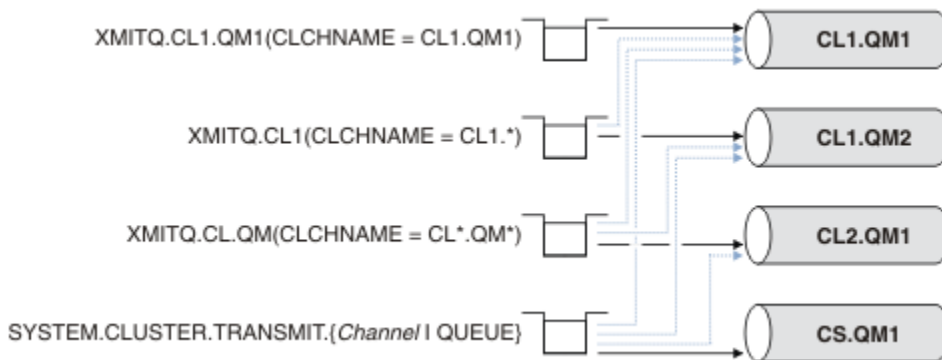 XMITQ.CL1.QM1(CLCHNAME = CL1.QM1)
CL1.QM1
XMITQ.CL1(CLCHNAME = CL1.*)
CL1.QM2
XMITQ.CL.QM(CLCHNAME = CL*.QM*)
CL2.QM1
SYSTEM.CLUSTER.TRANSMIT.{Channel I QUEUE}
CS.QM1